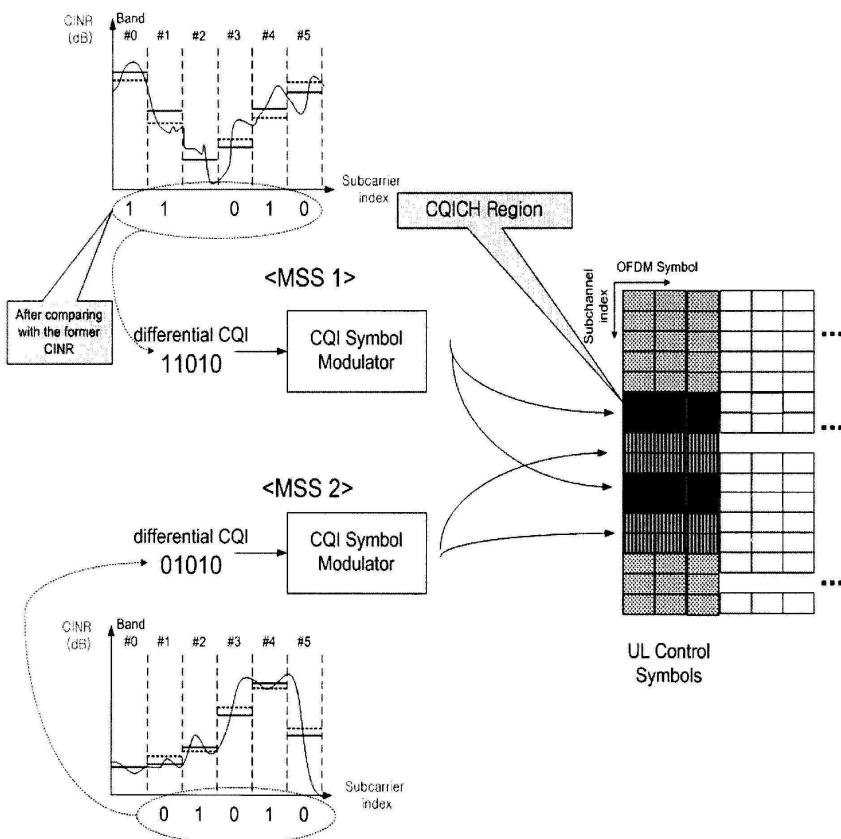 CINR
(dB)
Band
#0 #1 #2 #3 #4 #5
Subcarrier
index
1 1 0 1 0
After comparing
with the former
CINR
<MSS 1>
differential CQI
11010
CQI Symbol
Modulator
CQICH Region
OFDM Symbol
Subchannel
index
...
...
...
<MSS 2>
differential CQI
01010
CQI Symbol
Modulator
UL Control
Symbols
CINR
(dB)
Band
#0 #1 #2 #3 #4 #5
Subcarrier
index
0 1 0 1 0